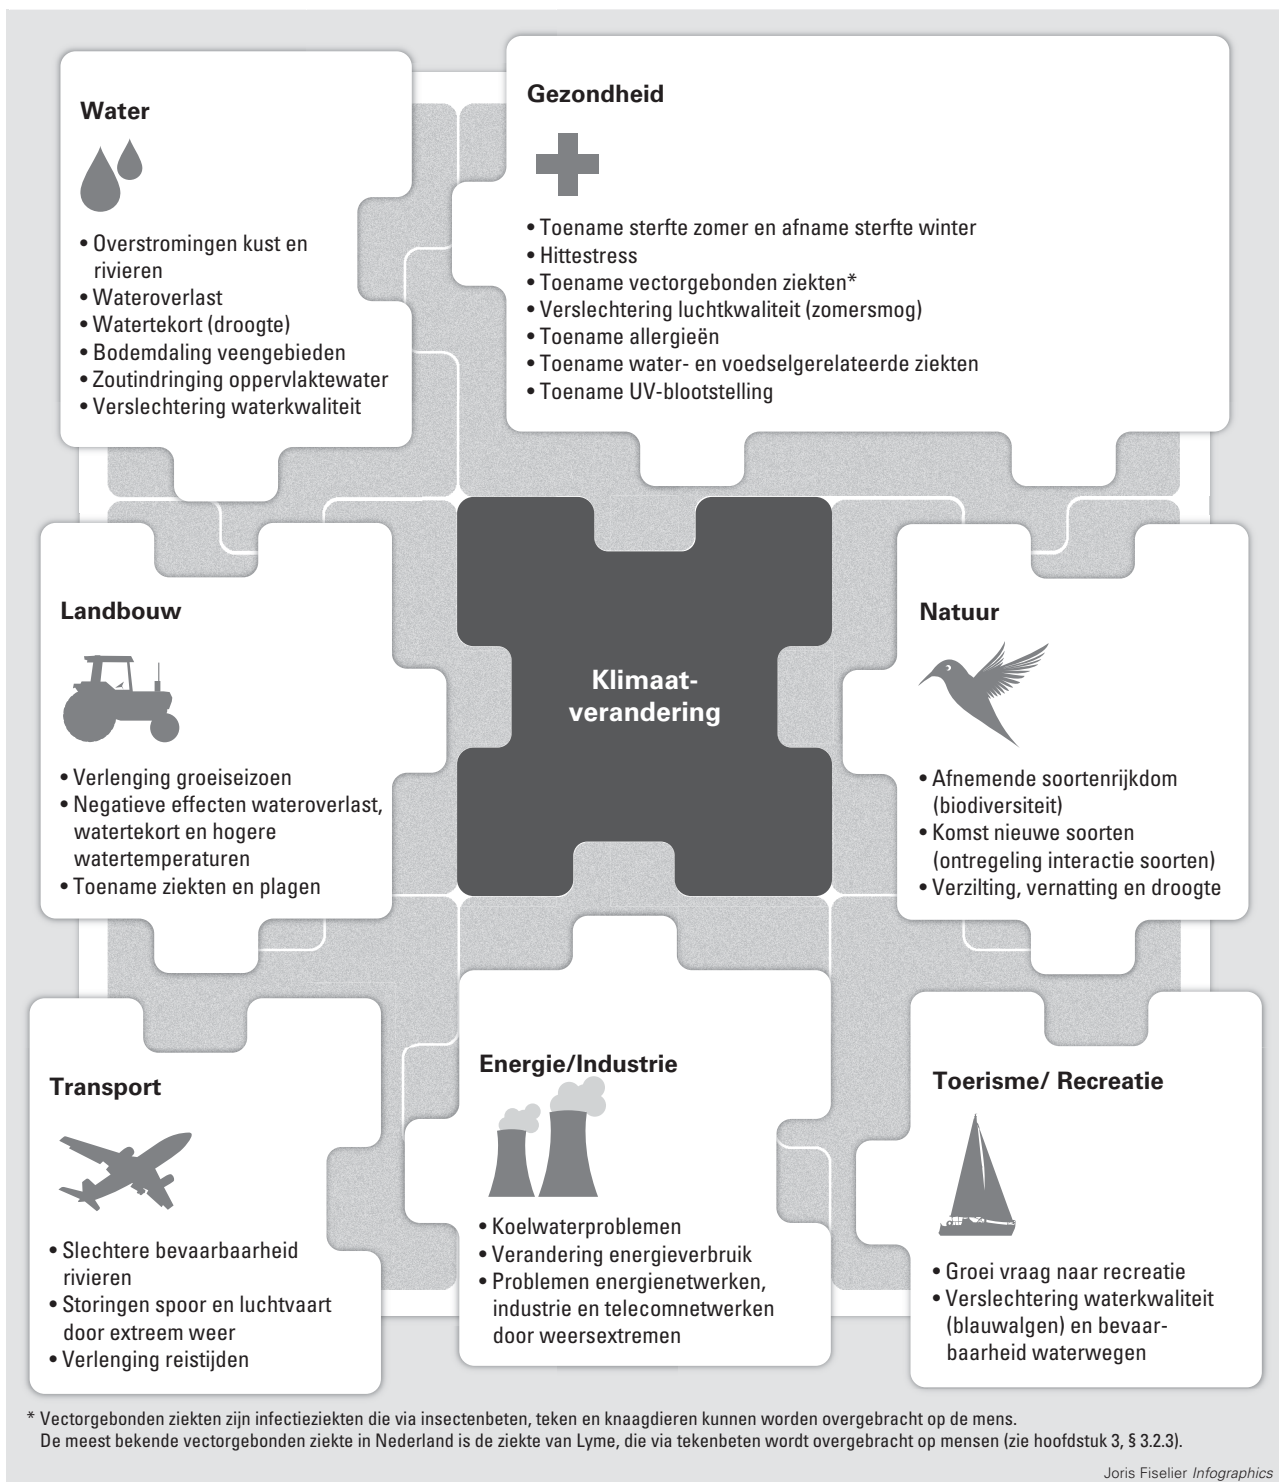 Water
• Overstromingen kust en
rivieren
• Wateroverlast
• Watertekort (droogte)
• Bodemdaling veengebieden
• Zoutindringing oppervlaktewater
• Verslechtering waterkwaliteit
Gezondheid
• Toename sterfte zomer en afname sterfte winter
• Hittestress
• Toename vectorgebonden ziekten*
• Verslechtering luchtkwaliteit (zomersmog)
• Toename allergieën
• Toename water- en voedselgerelateerde ziekten
• Toename UV-blootstelling
Landbouw
• Verlenging groeiseizoen
• Negatieve effecten wateroverlast,
watertekort en hogere
watertemperaturen
• Toename ziekten en plagen
Klimaat-
verandering
Natuur
• Afnemende soortenrijkdom
(biodiversiteit)
• Komst nieuwe soorten
(ontregeling interactie soorten)
• Verzilting, vernatting en droogte
Transport
• Slechtere bevaarbaarheid
rivieren
• Storingen spoor en luchtvaart
door extreem weer
• Verlenging reistijden
Energie/Industrie
• Koelwaterproblemen
• Verandering energieverbruik
• Problemen energienetwerken,
industrie en telecomnetwerken
door weersextremen
Toerisme/ Recreatie
• Groei vraag naar recreatie
• Verslechtering waterkwaliteit
(blauwalgen) en bevaar-
baarheid waterwegen
* Vectorgebonden ziekten zijn infectieziekten die via insectenbeten, teken en knaagdieren kunnen worden overgebracht op de mens.
De meest bekende vectorgebonden ziekte in Nederland is de ziekte van Lyme, die via tekenbeten wordt overgebracht op mensen (zie hoofdstuk 3, § 3.2.3).
Joris Fiselier Infographics